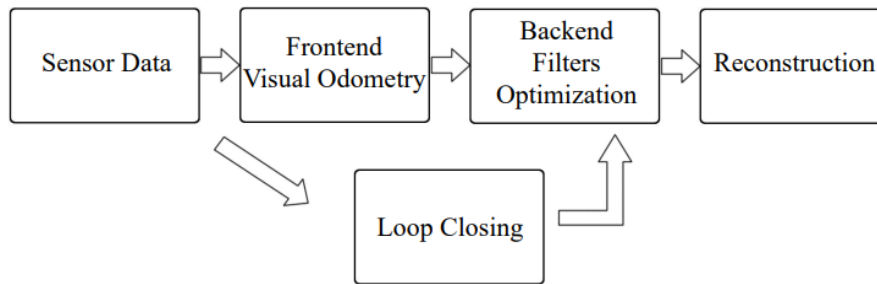 Sensor Data
Frontend
Visual Odometry
Backend
Filters
Optimization
Reconstruction
Loop Closing